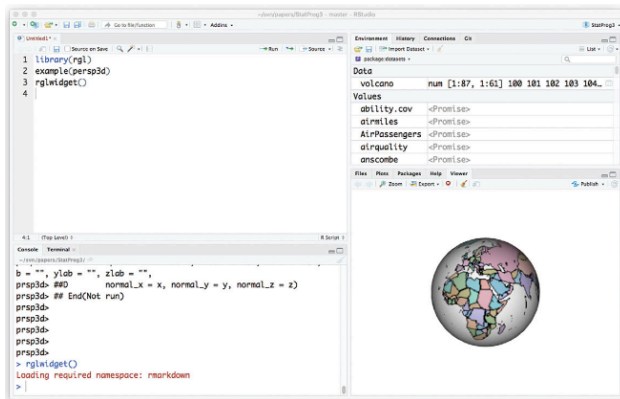 ~/svn/papers/StatProg3 - master - RStudio
Go to file/function
Addins
StatProg3
Untitled1*
Source on Save
Run
Source
1 library(rgl)
2 example(persp3d)
3 rglwidget()
4
4:1 (Top Level)
R Script
Console Terminal
~/svn/papers/StatProg3/
b = "", ylab = "", zlab = "",
prsp3d> ##D normal_x = x, normal_y = y, normal_z = z)
prsp3d> ## End(Not run)
prsp3d>
prsp3d>
prsp3d>
prsp3d>
prsp3d>
> rglwidget()
Loading required namespace: rmarkdown
>
Environment History Connections Git
Import Dataset
List
package:datasets
Data
volcano num [1:87, 1:61] 100 101 102 103 104…
Values
ability.cov <Promise>
airmiles <Promise>
AirPassengers <Promise>
airquality <Promise>
anscombe <Promise>
Files Plots Packages Help Viewer
Zoom Export
Publish